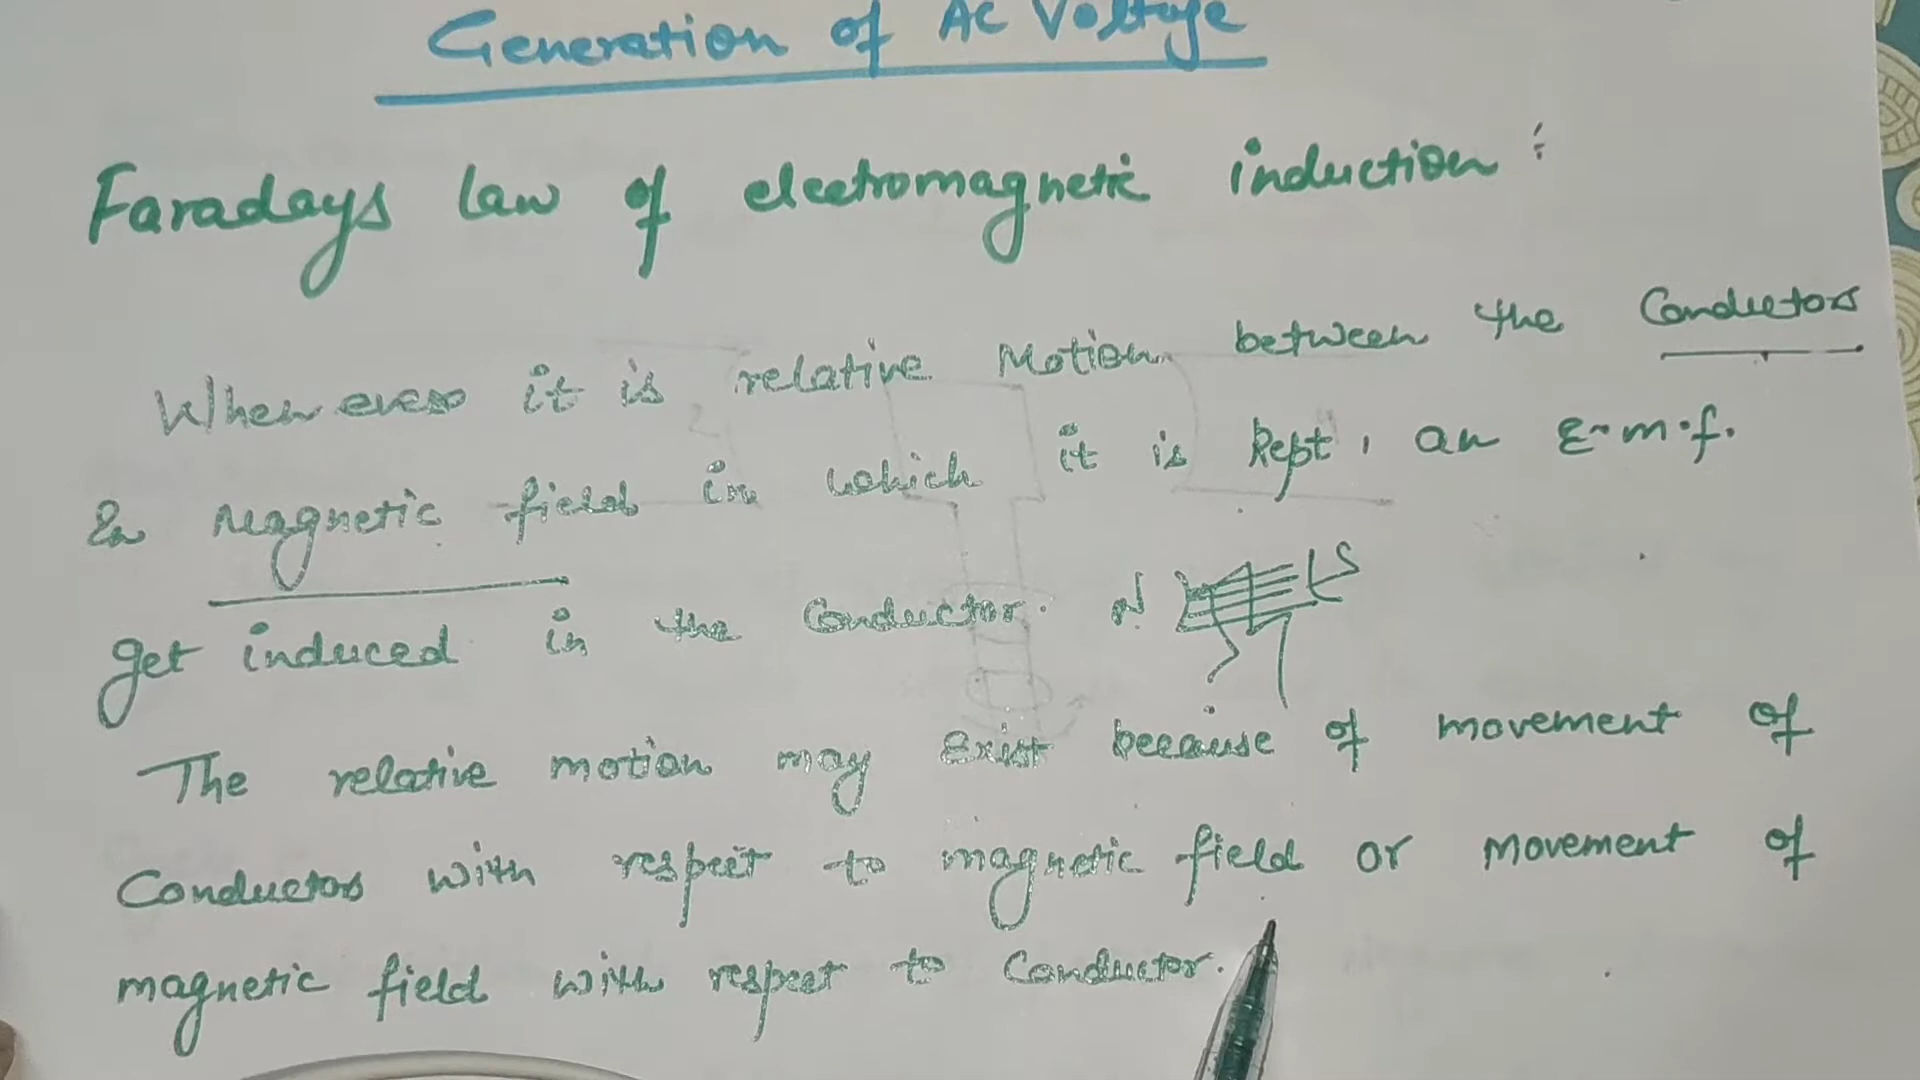 Generation of AC Voltage
Faradays law of electromagnetic induction :
Whenever it is relative Motion between the Conductors
& Magnetic field in which it is kept, an E.m.f.
get induced in the Conductor. N S
The relative motion may exist because of movement of
Conductors with respect to magnetic field or movement of
magnetic field with respect to Conductor.